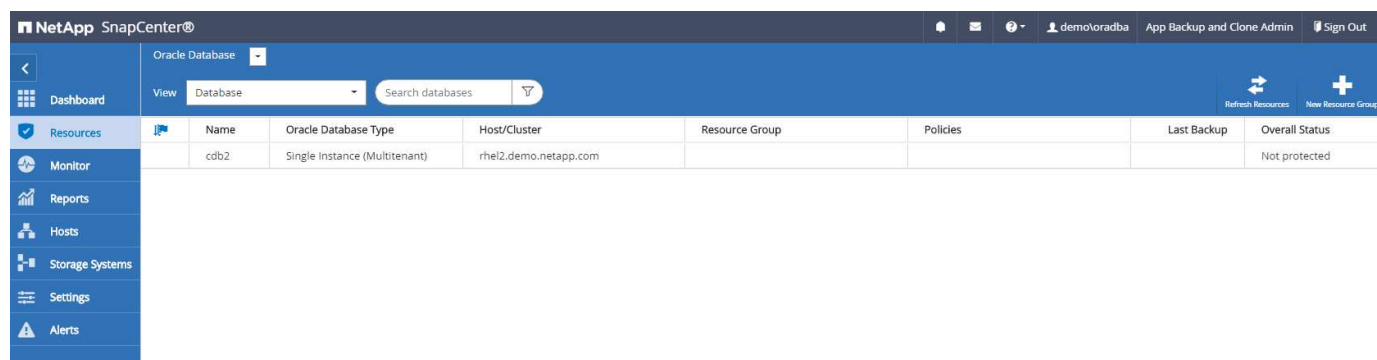 NetApp SnapCenter®
demo\oradba App Backup and Clone Admin Sign Out
Oracle Database
View Database Search databases
Refresh Resources New Resource Group
Dashboard
Resources
Monitor
Reports
Hosts
Storage Systems
Settings
Alerts
Name Oracle Database Type Host/Cluster Resource Group Policies Last Backup Overall Status
cdb2 Single Instance (Multitenant) rhel2.demo.netapp.com Not protected